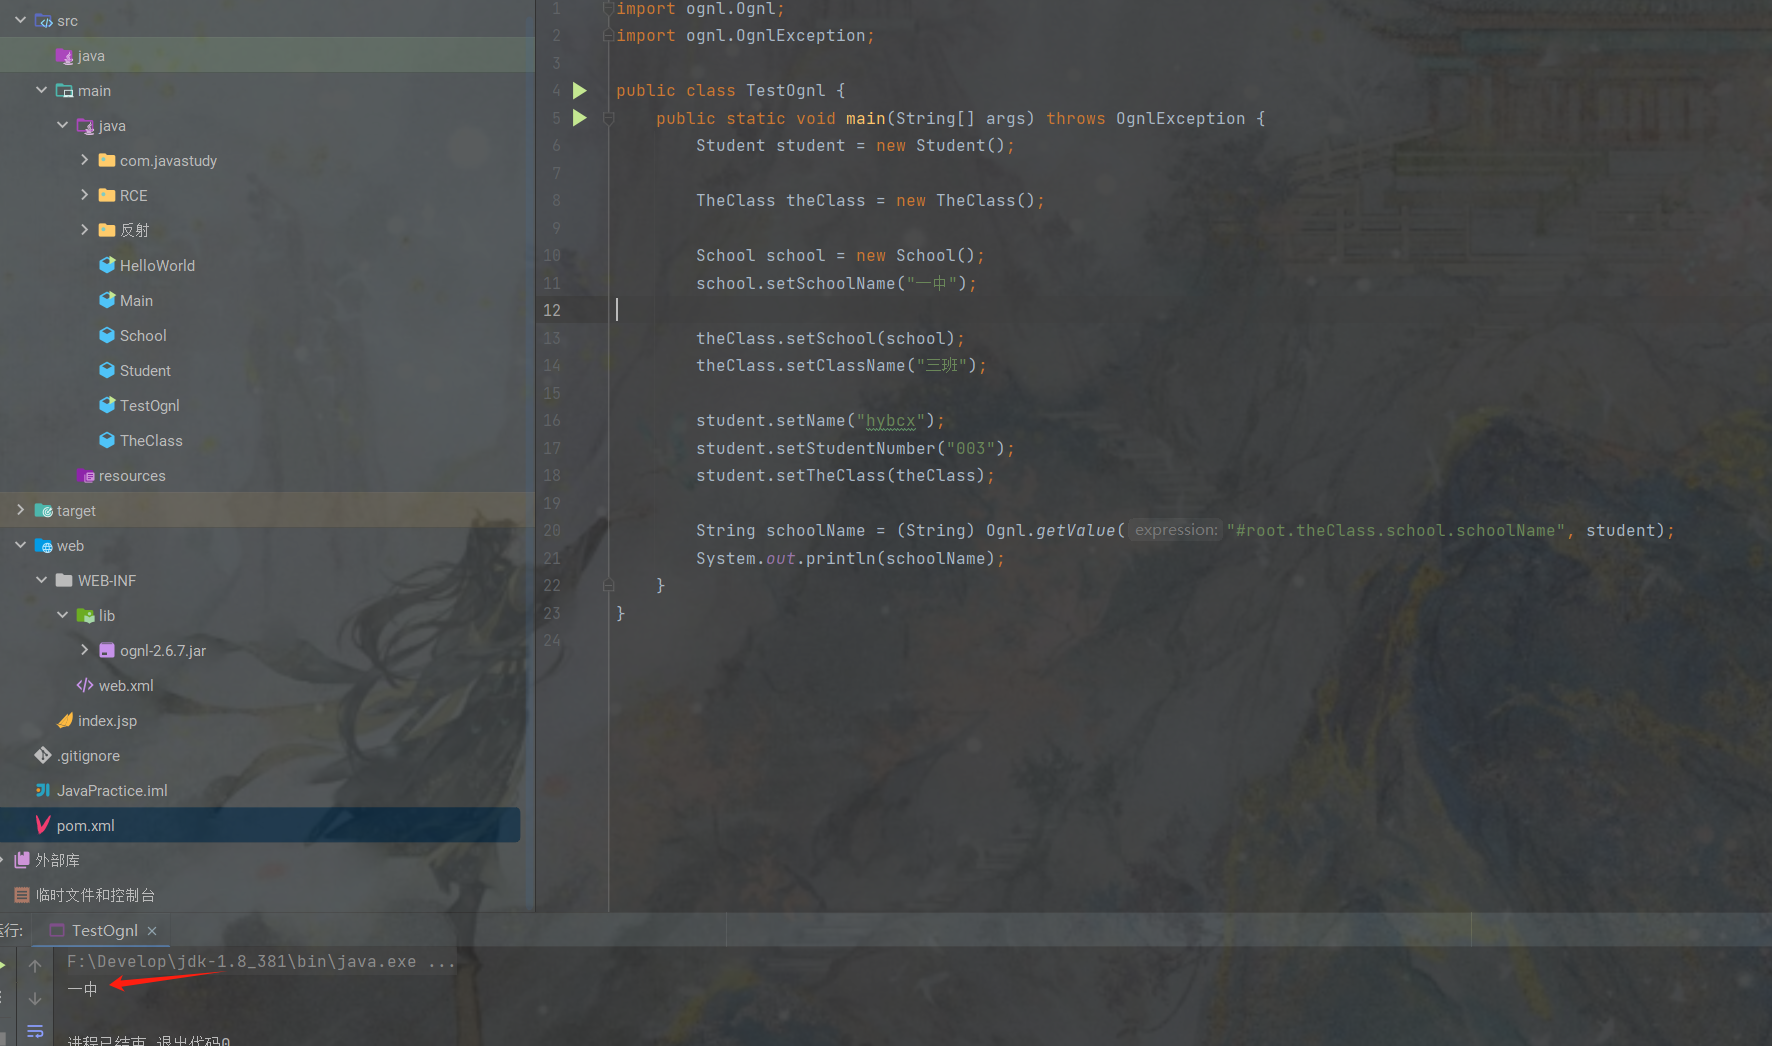 src
java
main
java
com.javastudy
RCE
反射
HelloWorld
Main
School
Student
TestOgnl
TheClass
resources
target
web
WEB-INF
lib
ognl-2.6.7.jar
web.xml
index.jsp
.gitignore
JavaPractice.iml
pom.xml
外部库
临时文件和控制台
1 import ognl.Ognl;
2 import ognl.OgnlException;
3
4 public class TestOgnl {
5 public static void main(String[] args) throws OgnlException {
6 Student student = new Student();
7
8 TheClass theClass = new TheClass();
9
10 School school = new School();
11 school.setSchoolName("一中");
12
13 theClass.setSchool(school);
14 theClass.setClassName("三班");
15
16 student.setName("hybcx");
17 student.setStudentNumber("003");
18 student.setTheClass(theClass);
19
20 String schoolName = (String) Ognl.getValue( expression: "#root.theClass.school.schoolName", student);
21 System.out.println(schoolName);
22 }
23 }
24
运行: TestOgnl ×
F:\Develop\jdk-1.8_381\bin\java.exe ...
一中
进程已结束,退出代码0